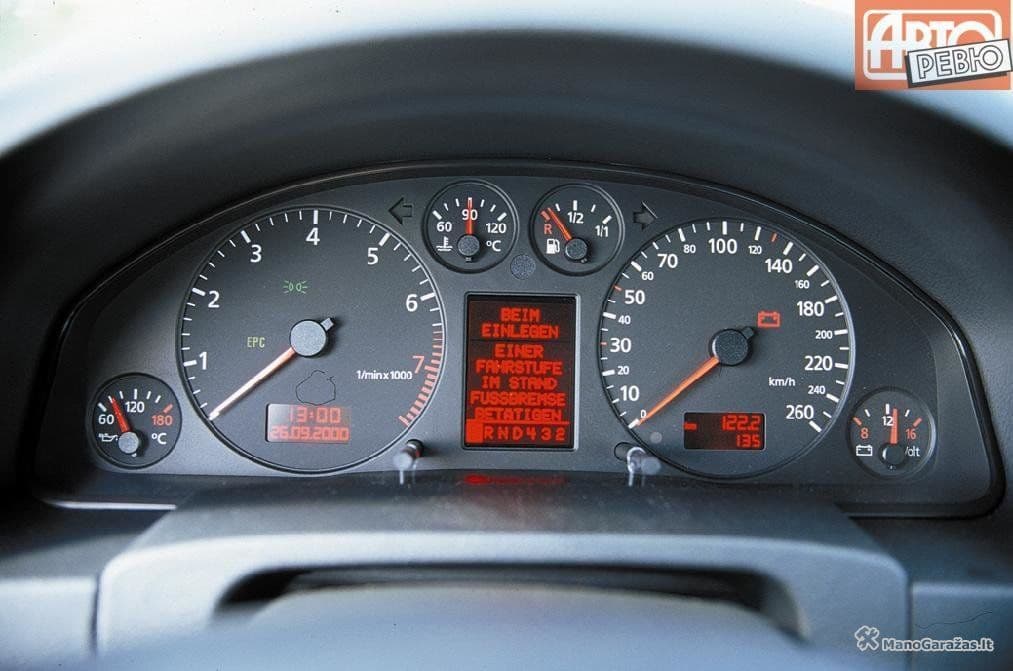 АВТО
РЕВЮ
1 2 3 4 5 6 7
1/min x 1000
EPC
13:00
26.09.2000
60 120 180
°C
60 90 120
°C
R 1/2 1/1
BEIM
EINLEGEN
EINER
FAHRSTUFE
IM STAND
FUSSBREMSE
BETÄTIGEN
RND432
0 10 20 30 40 50 60 70 80 100 120 140 160 180 200 220 240 260
km/h
km 122.2
135
8 12 16
ManoGaražas.lt